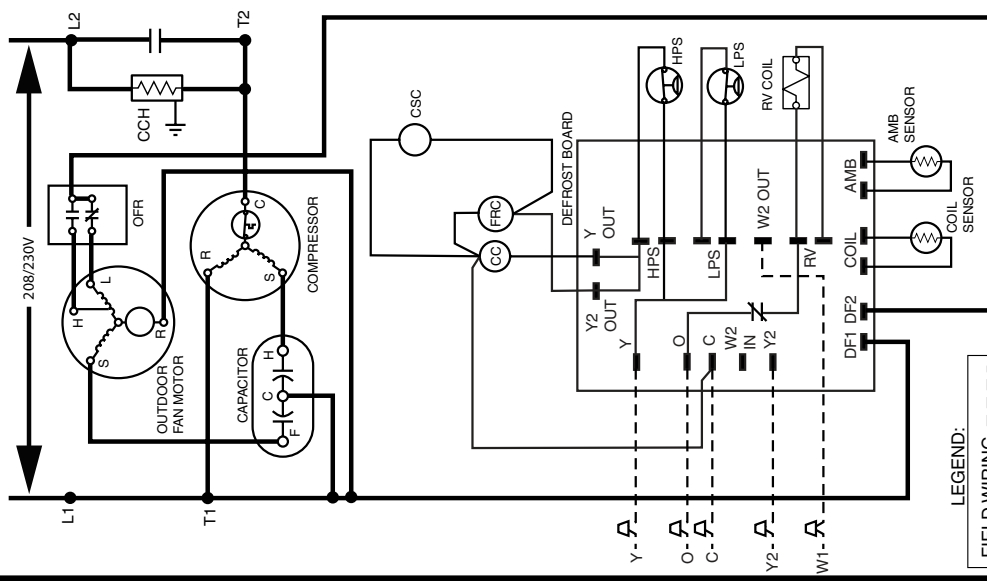 L2
T2
208/230V
CCH
OFR
H
L
S
R
OUTDOOR
FAN MOTOR
C
R
S
COMPRESSOR
CAPACITOR
H
C
F
L1
T1
CSC
FRC
CC
DEFROST BOARD
HPS
LPS
RV COIL
Y
OUT
Y2
OUT
HPS
LPS
W2 OUT
RV
AMB
AMB
SENSOR
COIL
COIL
SENSOR
DF2
DF1
Y
O
C
W2
IN
Y2
Y
O
C
Y2
W1
LEGEND:
FIELD WIRING